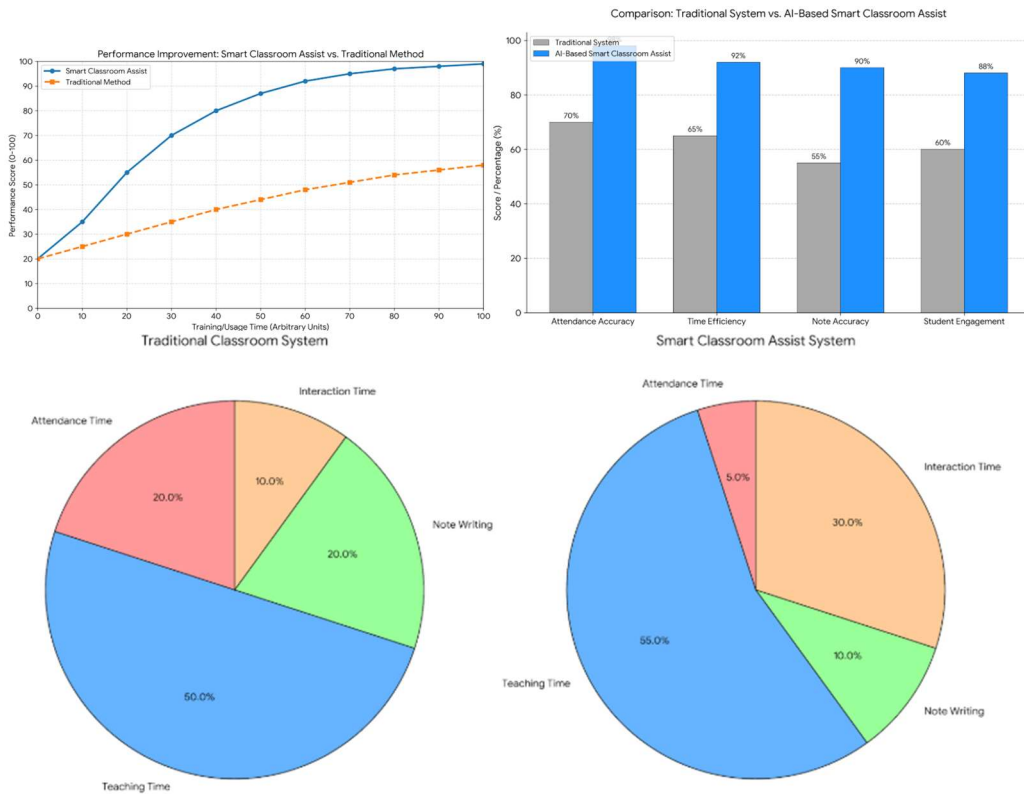 Performance Improvement: Smart Classroom Assist vs. Traditional Method
Smart Classroom Assist
Traditional Method
Performance Score (0-100)
100
90
80
70
60
50
40
30
20
10
0
0 10 20 30 40 50 60 70 80 90 100
Training/Usage Time (Arbitrary Units)
Comparison: Traditional System vs. AI-Based Smart Classroom Assist
Traditional System
AI-Based Smart Classroom Assist
Score / Percentage (%)
100
80
60
40
20
0
70%
65%
92%
55%
90%
60%
88%
Attendance Accuracy Time Efficiency Note Accuracy Student Engagement
Traditional Classroom System
Interaction Time
Attendance Time
10.0%
20.0%
Note Writing
20.0%
50.0%
Teaching Time
Smart Classroom Assist System
Attendance Time
Interaction Time
5.0%
30.0%
55.0%
10.0%
Teaching Time
Note Writing